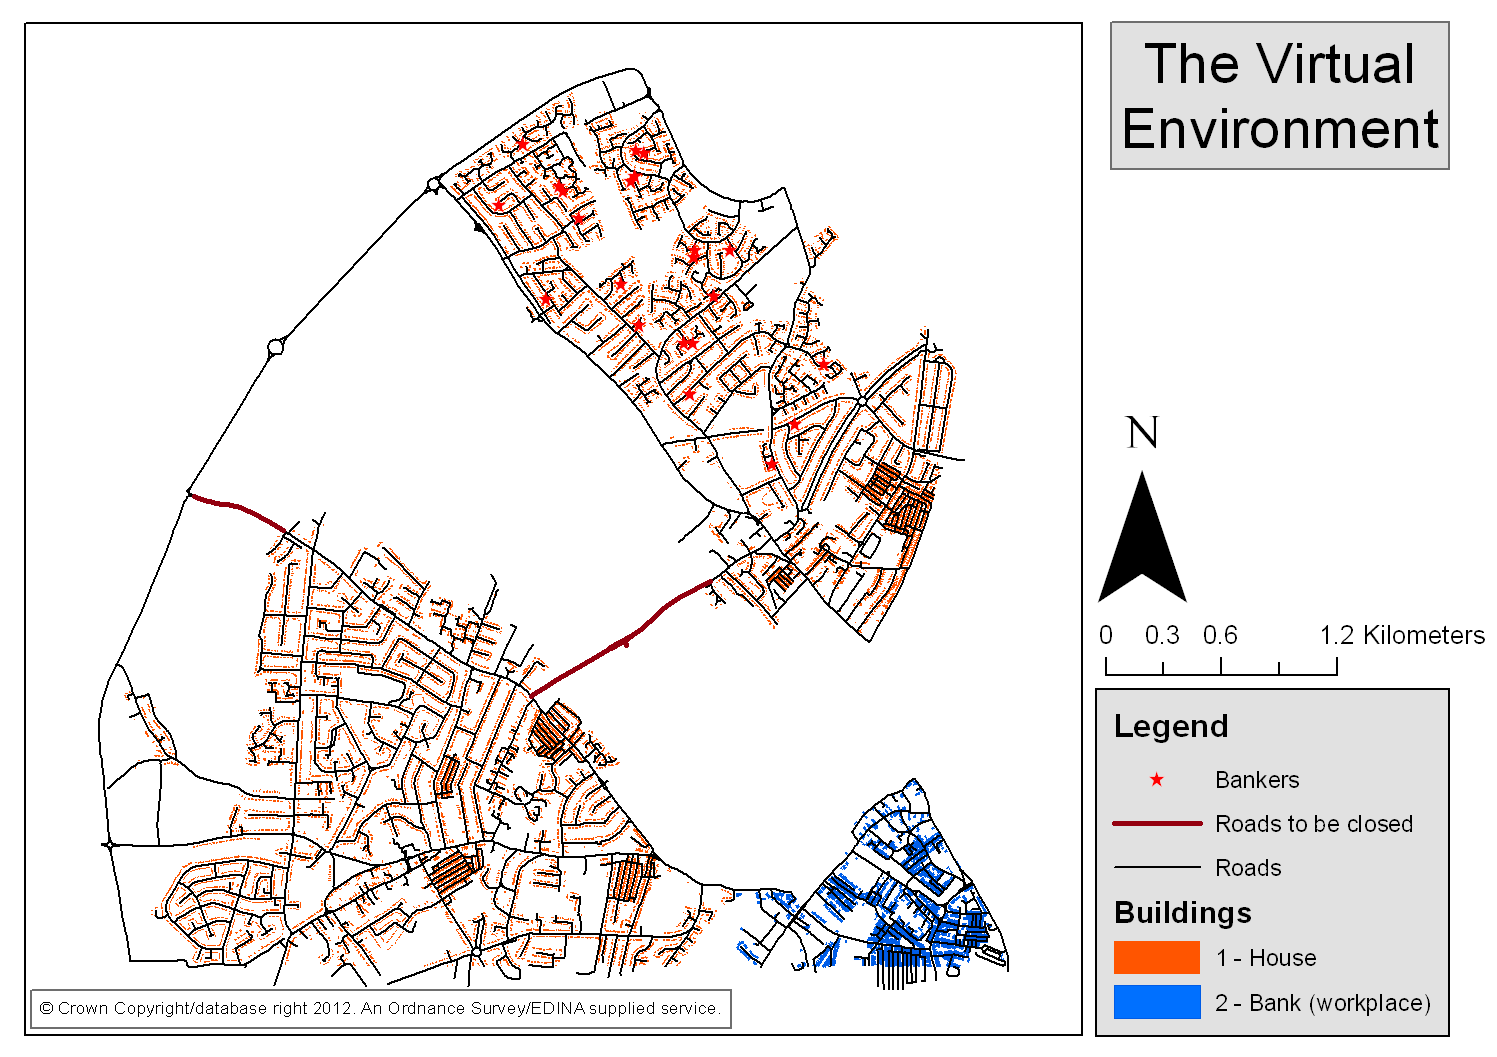 The Virtual
Environment
N
0 0.3 0.6 1.2 Kilometers
Legend
Bankers
Roads to be closed
Roads
Buildings
1 - House
2 - Bank (workplace)
© Crown Copyright/database right 2012. An Ordnance Survey/EDINA supplied service.